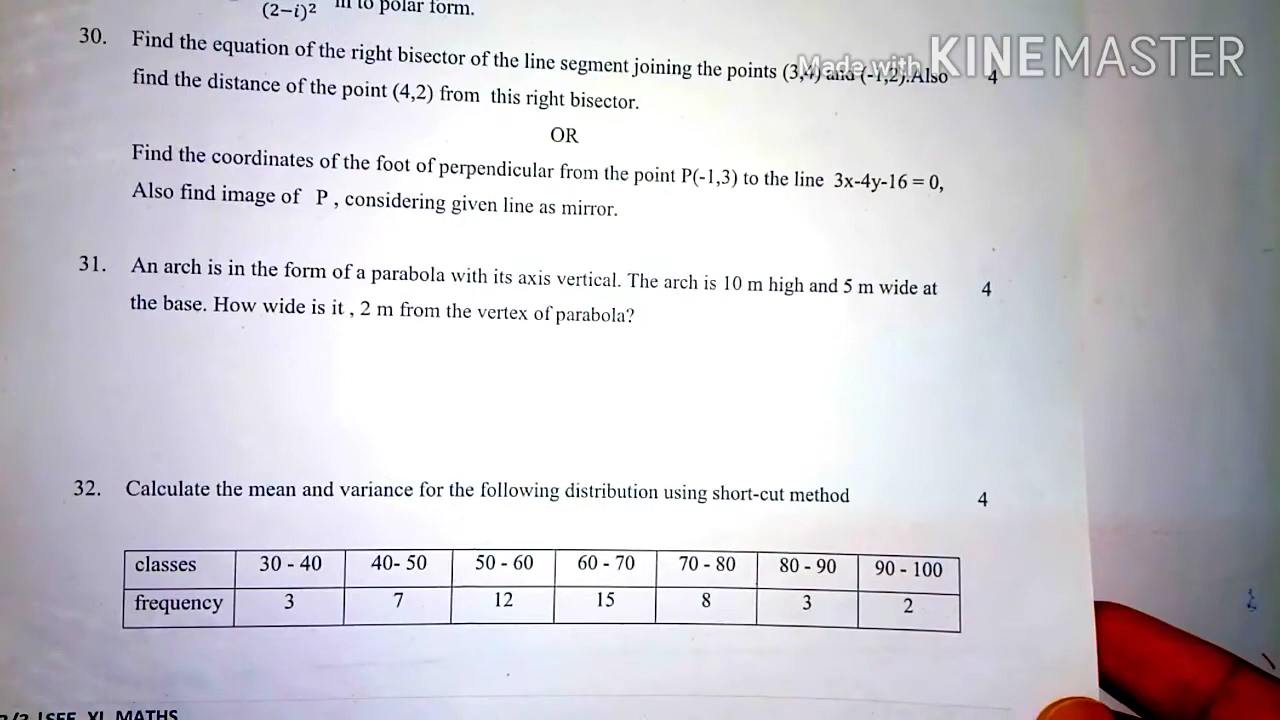 (2−i)² in to polar form.
30. Find the equation of the right bisector of the line segment joining the points (3,4) and (-1,2).Also 4
find the distance of the point (4,2) from this right bisector.
OR
Find the coordinates of the foot of perpendicular from the point P(-1,3) to the line 3x-4y-16 = 0,
Also find image of P , considering given line as mirror.
31. An arch is in the form of a parabola with its axis vertical. The arch is 10 m high and 5 m wide at 4
the base. How wide is it , 2 m from the vertex of parabola?
32. Calculate the mean and variance for the following distribution using short-cut method 4
classes 30 - 40 40- 50 50 - 60 60 - 70 70 - 80 80 - 90 90 - 100
frequency 3 7 12 15 8 3 2
XI MATHS
Made with KINEMASTER